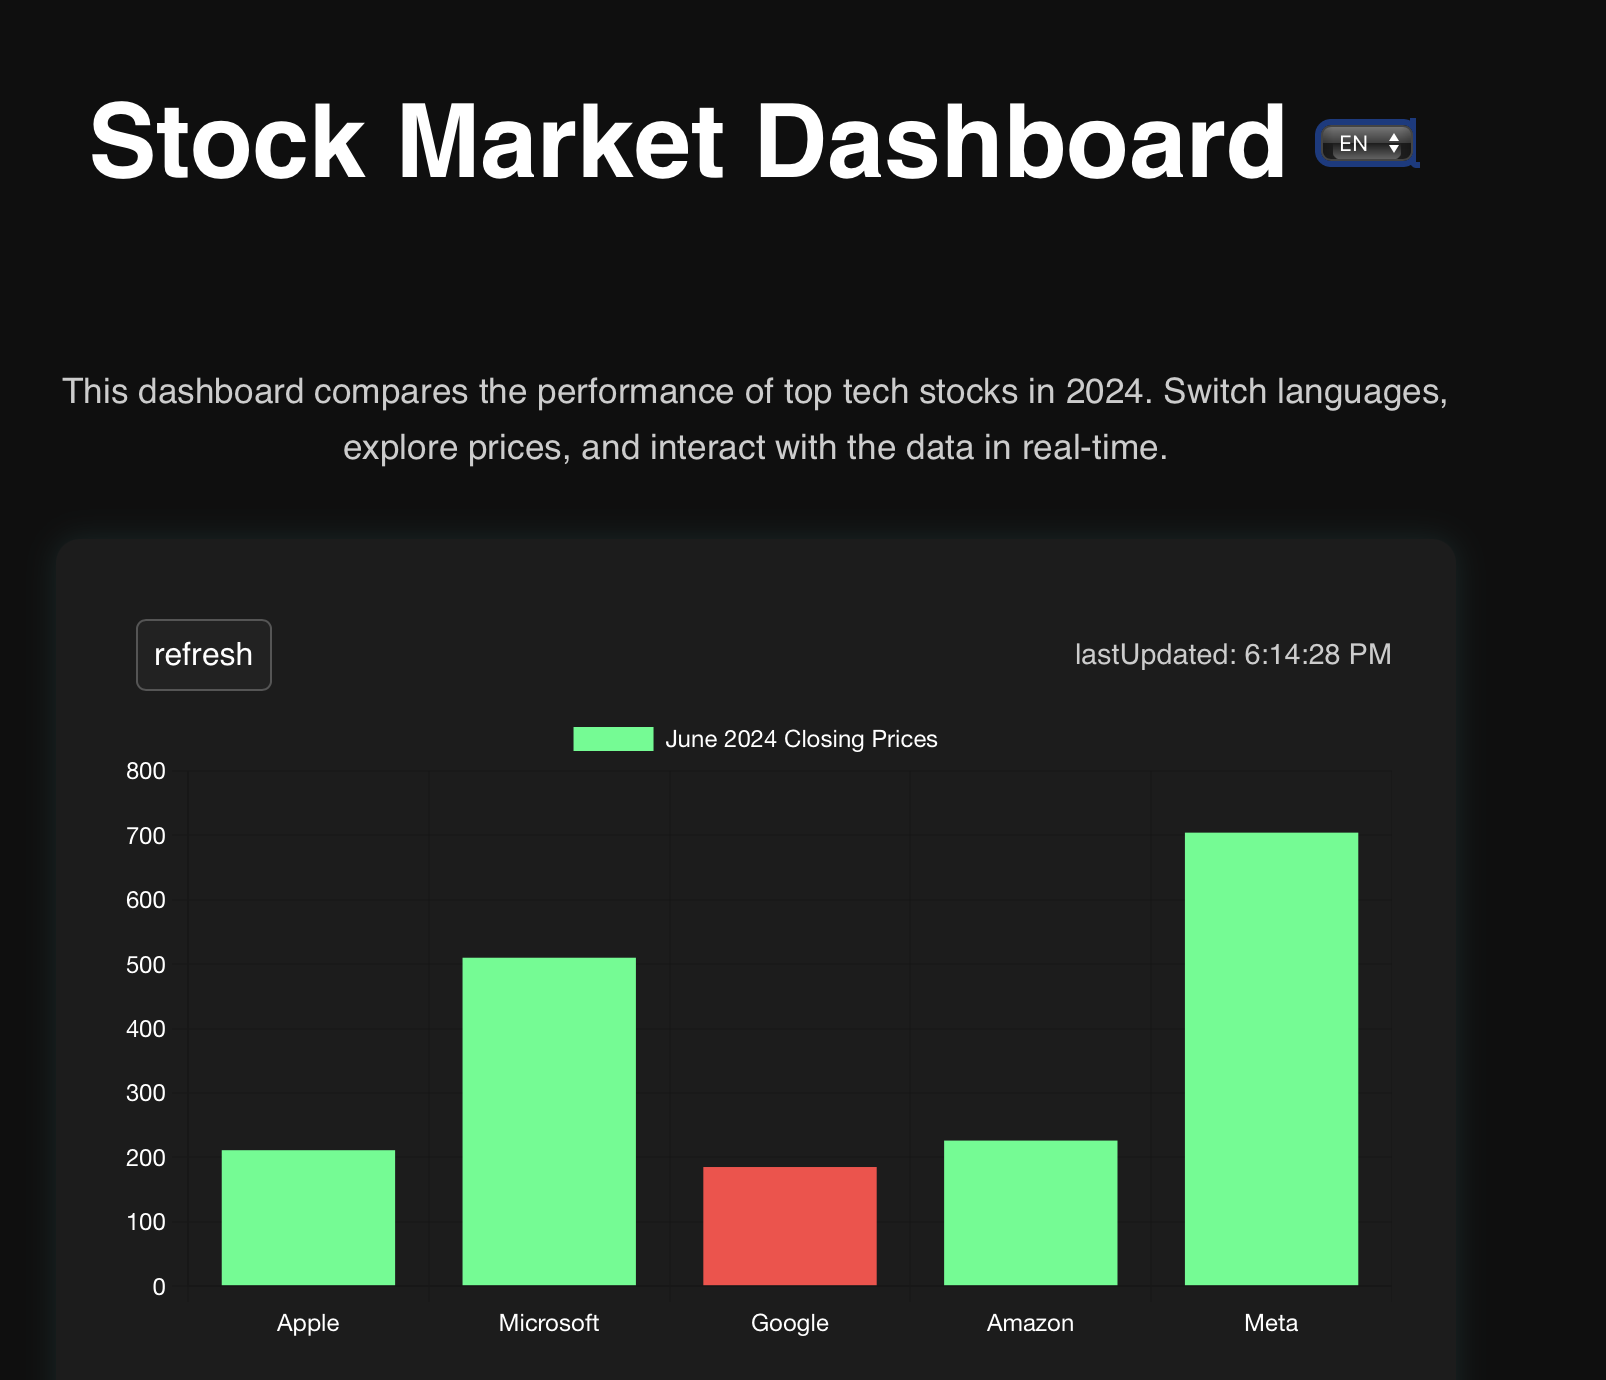 Stock Market Dashboard
EN
This dashboard compares the performance of top tech stocks in 2024. Switch languages,
explore prices, and interact with the data in real-time.
refresh
lastUpdated: 6:14:28 PM
June 2024 Closing Prices
800
700
600
500
400
300
200
100
0
Apple
Microsoft
Google
Amazon
Meta